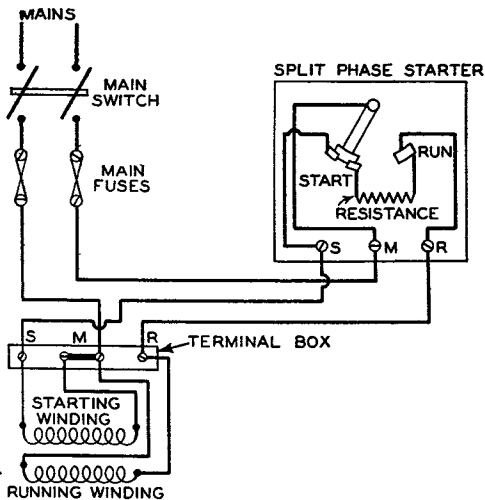 MAINS
MAIN
SWITCH
MAIN
FUSES
SPLIT PHASE STARTER
START
RUN
RESISTANCE
S
M
R
S
M
R
TERMINAL BOX
STARTING
WINDING
RUNNING WINDING